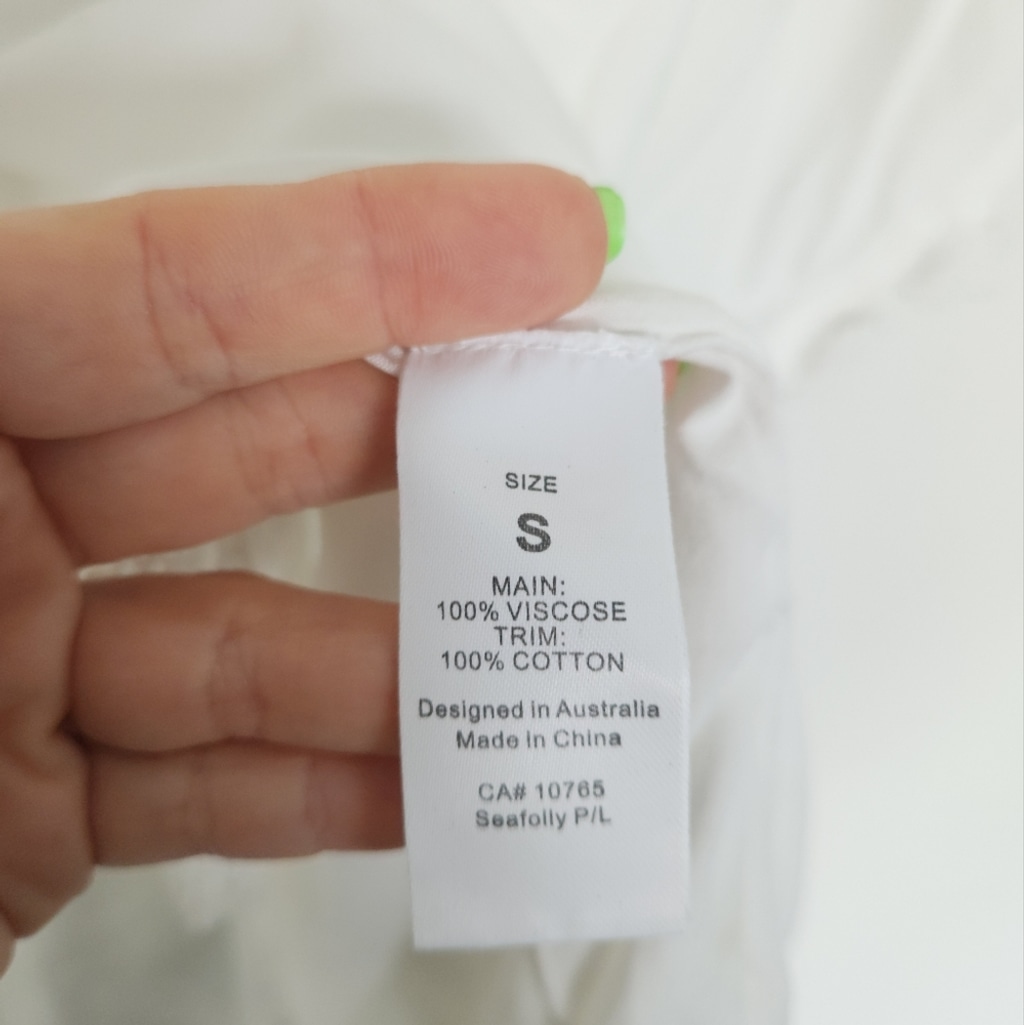 SIZE
S
MAIN:
100% VISCOSE
TRIM:
100% COTTON
Designed in Australia
Made in China
CA# 10765
Seafolly P/L